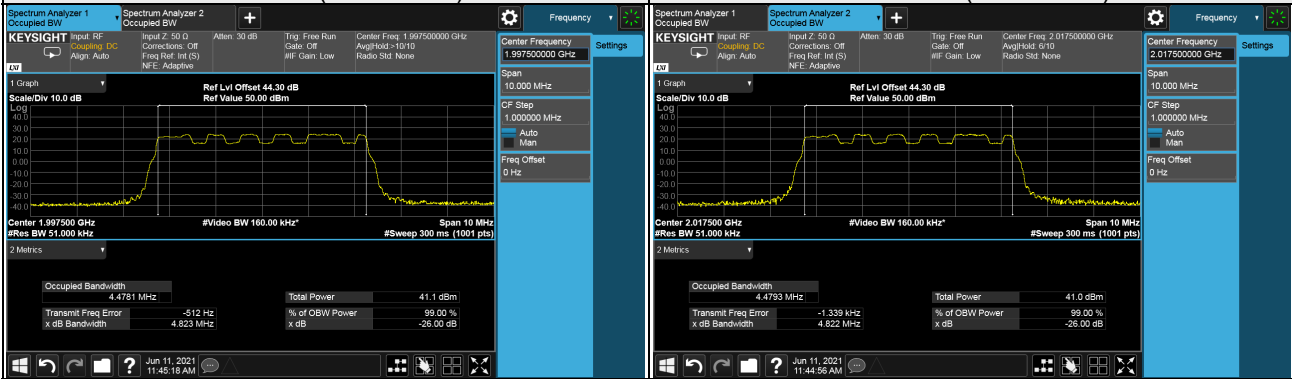 Spectrum Analyzer 1
Occupied BW
Spectrum Analyzer 2
Occupied BW
Frequency
KEYSIGHT
Input: RF
Coupling: DC
Align: Auto
Input Z: 50 Ω
Corrections: Off
Freq Ref: Int (S)
NFE: Adaptive
Atten: 30 dB
Trig: Free Run
Gate: Off
#IF Gain: Low
Center Freq: 1.997500000 GHz
Avg|Hold:>10/10
Radio Std: None
LXI
Center Frequency
1.997500000 GHz
Settings
Span
10.000 MHz
CF Step
1.000000 MHz
Auto
Man
Freq Offset
0 Hz
1 Graph
Scale/Div 10.0 dB
Ref Lvl Offset 44.30 dB
Ref Value 50.00 dBm
Log
40.0
30.0
20.0
10.0
0.00
-10.0
-20.0
-30.0
-40.0
Center 1.997500 GHz
#Res BW 51.000 kHz
#Video BW 160.00 kHz*
Span 10 MHz
#Sweep 300 ms (1001 pts)
2 Metrics
Occupied Bandwidth
4.4781 MHz
Transmit Freq Error -512 Hz
x dB Bandwidth 4.823 MHz
Total Power 41.1 dBm
% of OBW Power 99.00 %
x dB -26.00 dB
Jun 11, 2021
11:45:18 AM
Spectrum Analyzer 1
Occupied BW
Spectrum Analyzer 2
Occupied BW
Frequency
KEYSIGHT
Input: RF
Coupling: DC
Align: Auto
Input Z: 50 Ω
Corrections: Off
Freq Ref: Int (S)
NFE: Adaptive
Atten: 30 dB
Trig: Free Run
Gate: Off
#IF Gain: Low
Center Freq: 2.017500000 GHz
Avg|Hold: 6/10
Radio Std: None
LXI
Center Frequency
2.017500000 GHz
Settings
Span
10.000 MHz
CF Step
1.000000 MHz
Auto
Man
Freq Offset
0 Hz
1 Graph
Scale/Div 10.0 dB
Ref Lvl Offset 44.30 dB
Ref Value 50.00 dBm
Log
40.0
30.0
20.0
10.0
0.00
-10.0
-20.0
-30.0
-40.0
Center 2.017500 GHz
#Res BW 51.000 kHz
#Video BW 160.00 kHz*
Span 10 MHz
#Sweep 300 ms (1001 pts)
2 Metrics
Occupied Bandwidth
4.4793 MHz
Transmit Freq Error -1.339 kHz
x dB Bandwidth 4.822 MHz
Total Power 41.0 dBm
% of OBW Power 99.00 %
x dB -26.00 dB
Jun 11, 2021
11:44:56 AM